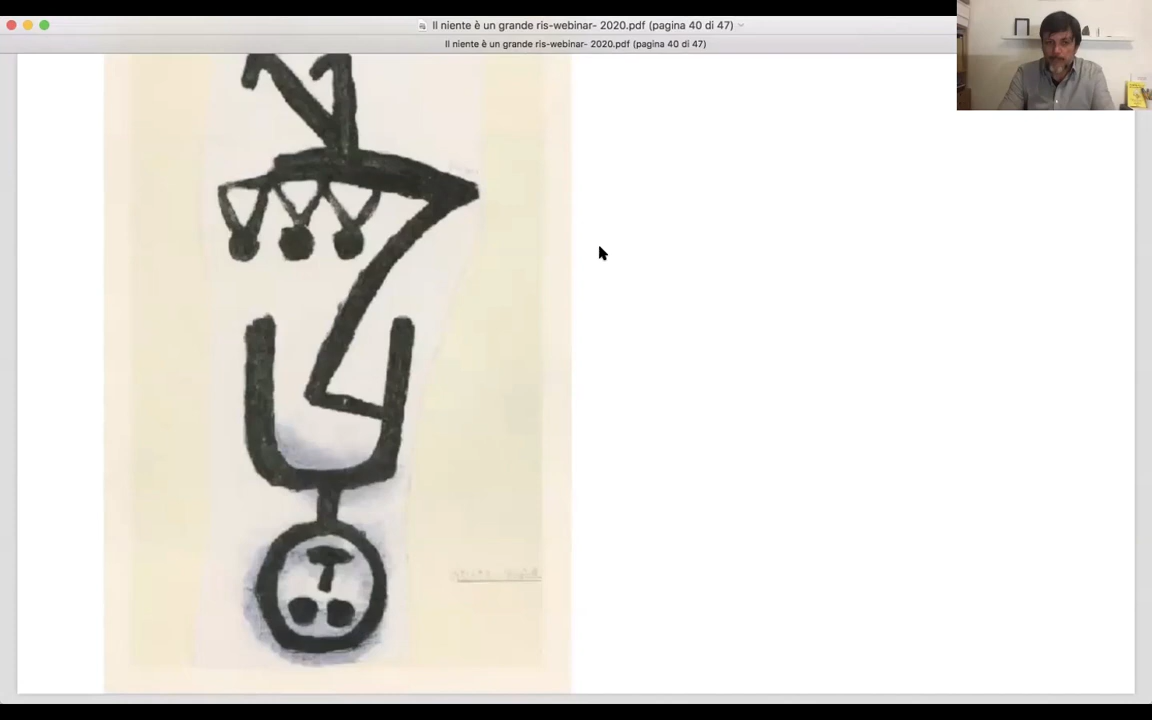 Il niente è un grande ris-webinar- 2020.pdf (pagina 40 di 47)
Il niente è un grande ris-webinar- 2020.pdf (pagina 40 di 47)